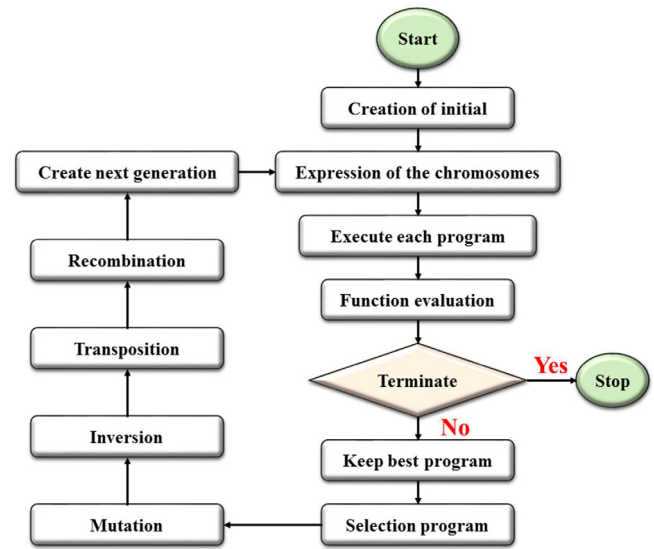 Start
Creation of initial
Create next generation
Expression of the chromosomes
Execute each program
Recombination
Function evaluation
Transposition
Terminate
Yes
Stop
No
Inversion
Keep best program
Mutation
Selection program